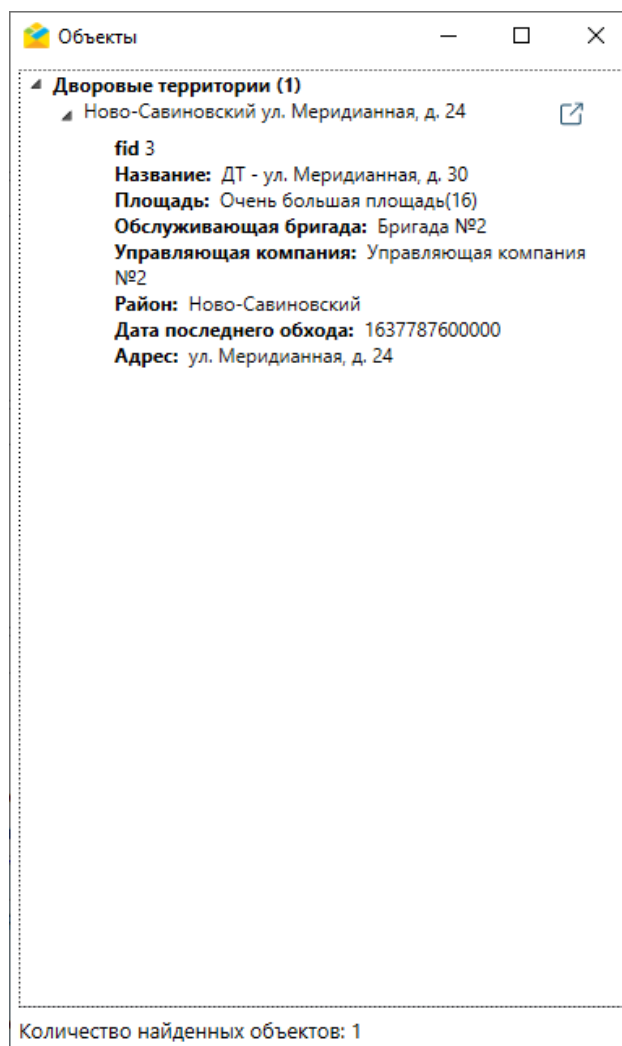 Объекты
Дворовые территории (1)
Ново-Савиновский ул. Меридианная, д. 24
fid 3
Название: ДТ - ул. Меридианная, д. 30
Площадь: Очень большая площадь(16)
Обслуживающая бригада: Бригада №2
Управляющая компания: Управляющая компания
№2
Район: Ново-Савиновский
Дата последнего обхода: 1637787600000
Адрес: ул. Меридианная, д. 24
Количество найденных объектов: 1